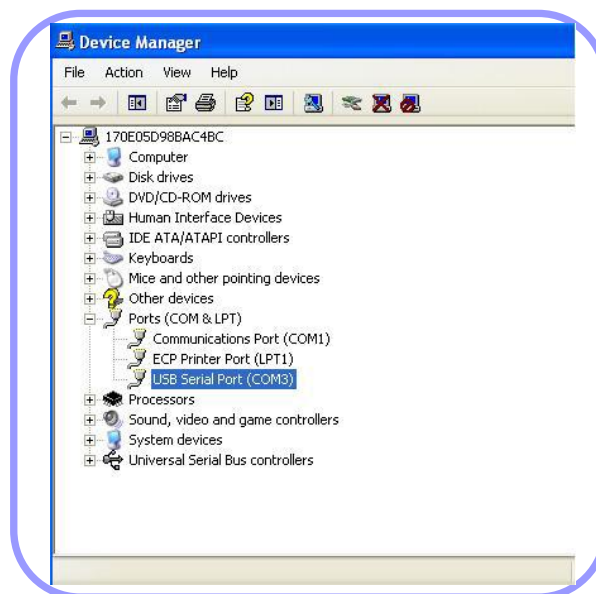 Device Manager
File Action View Help
170E05D98BAC4BC
Computer
Disk drives
DVD/CD-ROM drives
Human Interface Devices
IDE ATA/ATAPI controllers
Keyboards
Mice and other pointing devices
Other devices
Ports (COM & LPT)
Communications Port (COM1)
ECP Printer Port (LPT1)
USB Serial Port (COM3)
Processors
Sound, video and game controllers
System devices
Universal Serial Bus controllers